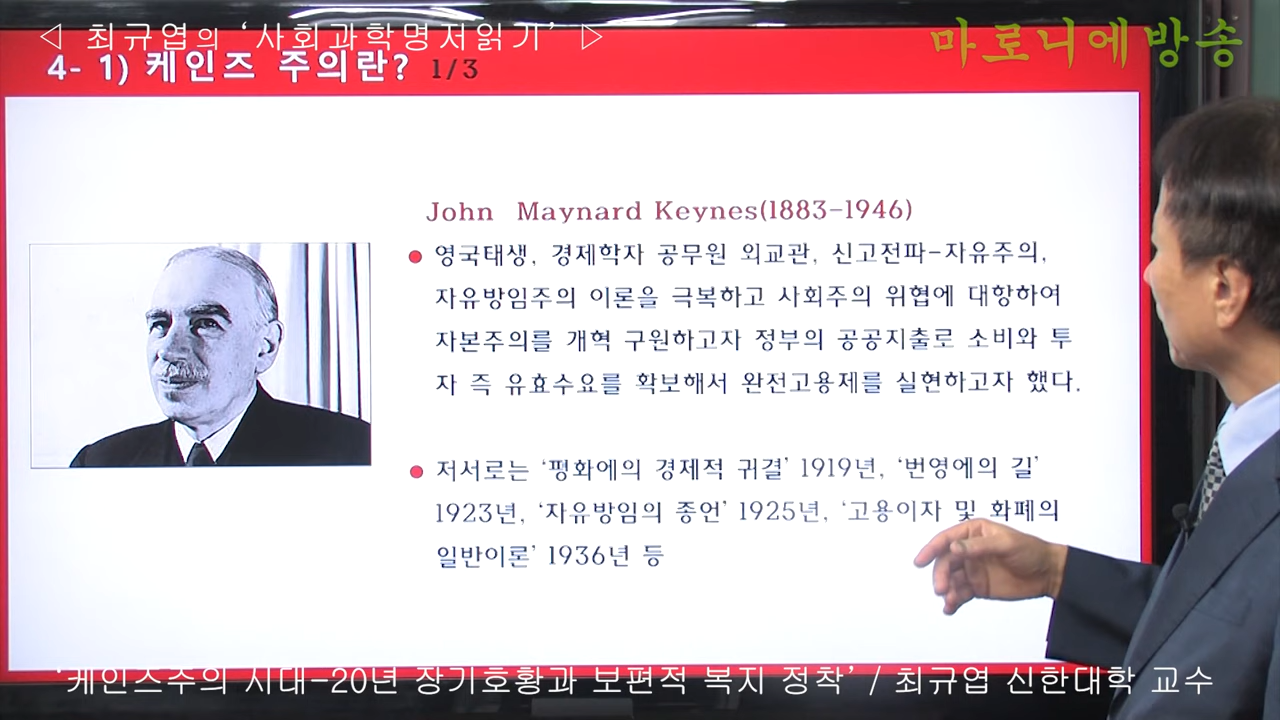 ◁ 최규엽의 ‘사회과학명저읽기’ ▷
마로니에방송
4- 1) 케인즈 주의란? 1/3
John Maynard Keynes(1883-1946)
● 영국태생, 경제학자 공무원 외교관, 신고전파-자유주의,
자유방임주의 이론을 극복하고 사회주의 위협에 대항하여
자본주의를 개혁 구원하고자 정부의 공공지출로 소비와 투
자 즉 유효수요를 확보해서 완전고용제를 실현하고자 했다.
● 저서로는 ‘평화에의 경제적 귀결’ 1919년, ‘번영에의 길’
1923년, ‘자유방임의 종언’ 1925년, ‘고용이자 및 화폐의
일반이론’ 1936년 등
‘케인스주의 시대-20년 장기호황과 보편적 복지 정착’ / 최규엽 신한대학 교수